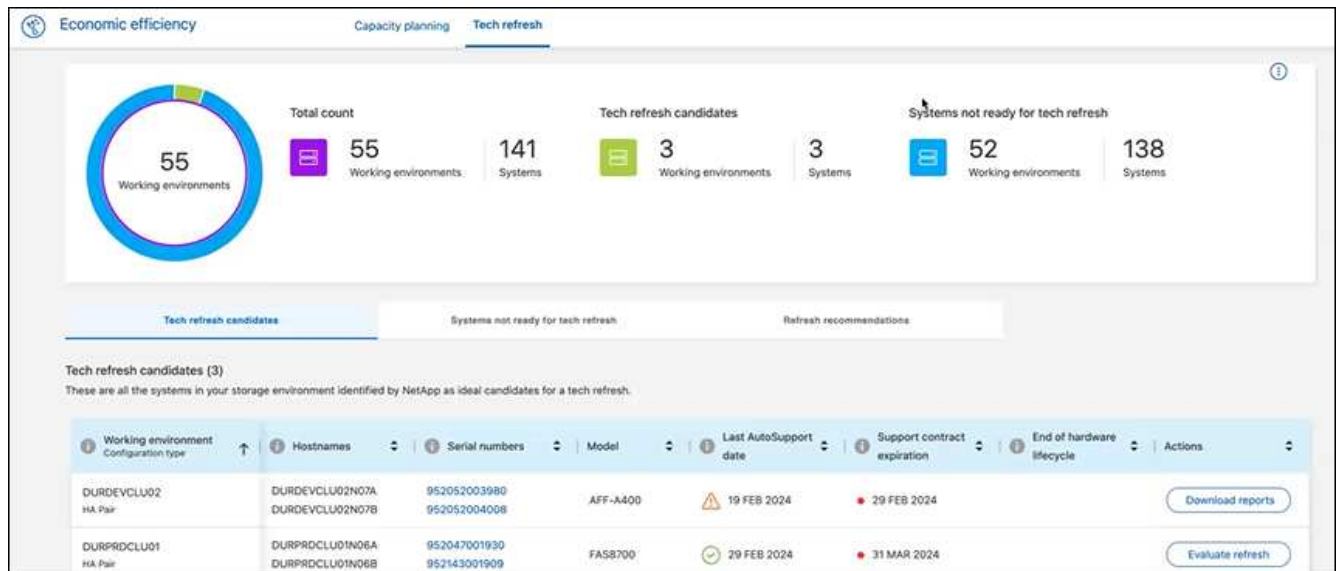 Economic efficiency
Capacity planning
Tech refresh
55
Working environments
Total count
55
Working environments
141
Systems
Tech refresh candidates
3
Working environments
3
Systems
Systems not ready for tech refresh
52
Working environments
138
Systems
Tech refresh candidates
Systems not ready for tech refresh
Refresh recommendations
Tech refresh candidates (3)
These are all the systems in your storage environment identified by NetApp as ideal candidates for a tech refresh.
Working environment
Configuration type
Hostnames
Serial numbers
Model
Last AutoSupport
date
Support contract
expiration
End of hardware
lifecycle
Actions
DURDEVCLU02
HA Pair
DURDEVCLU02N07A
DURDEVCLU02N07B
952052003980
952052004008
AFF-A400
19 FEB 2024
29 FEB 2024
Download reports
DURPRDCLU01
HA Pair
DURPRDCLU01N06A
DURPRDCLU01N06B
952047001930
952143001909
FAS8700
29 FEB 2024
31 MAR 2024
Evaluate refresh